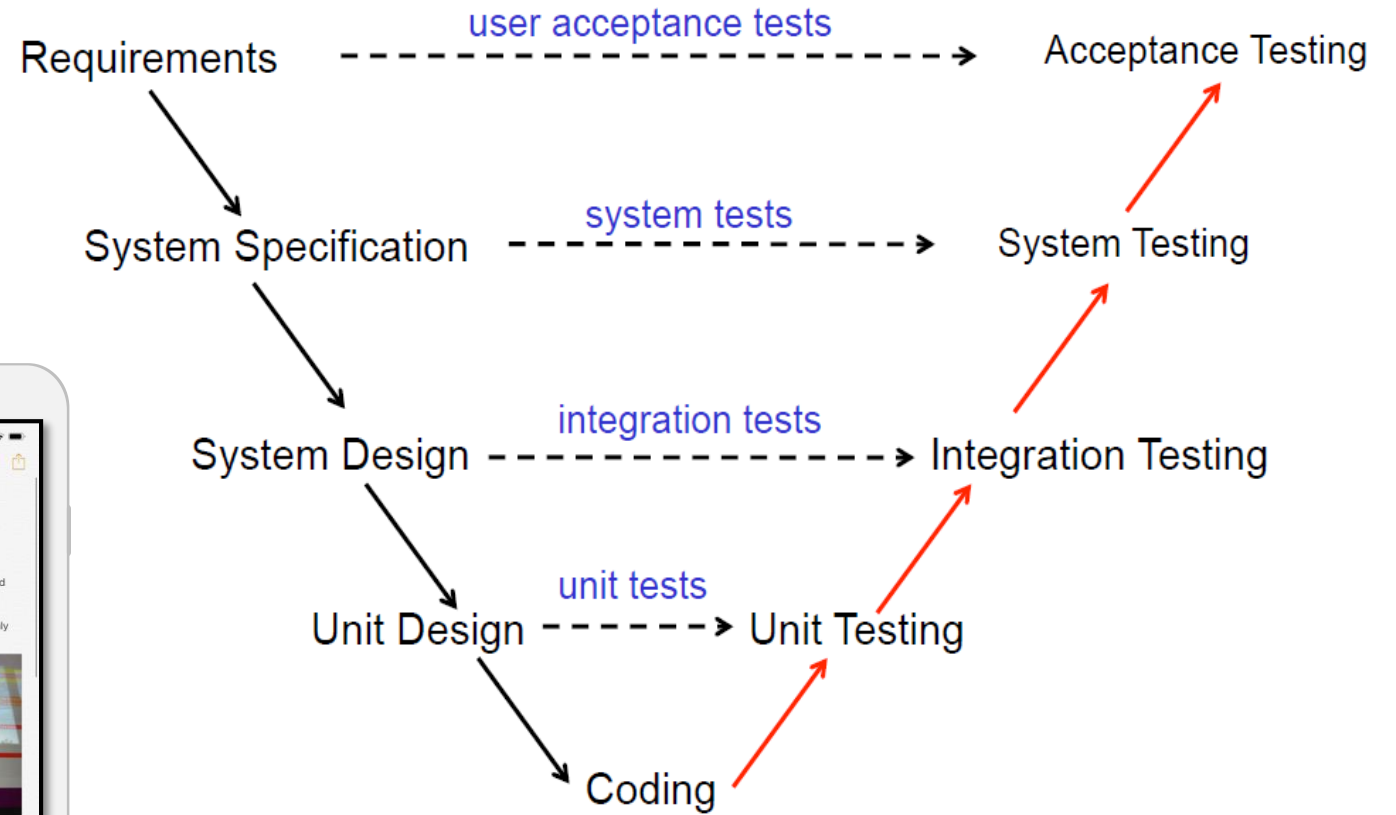 user acceptance tests
Requirements
Acceptance Testing
system tests
System Specification
System Testing
integration tests
System Design
Integration Testing
unit tests
Unit Design
Unit Testing
Coding